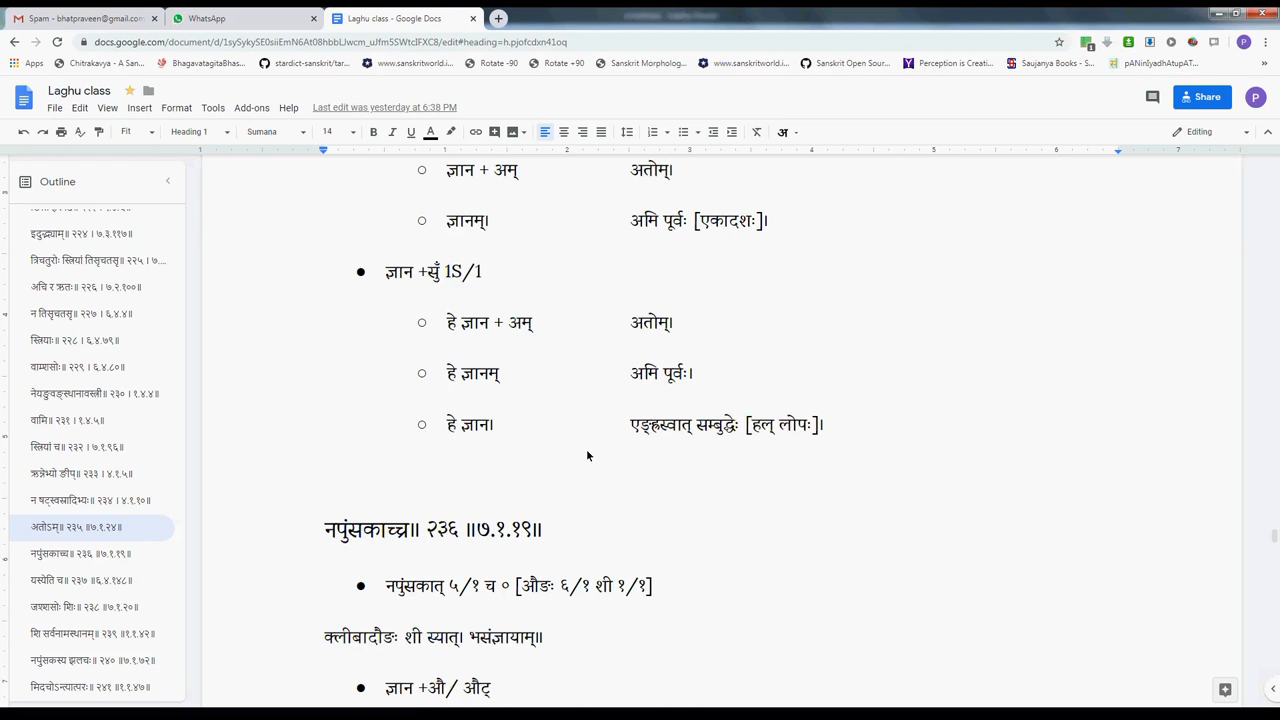 Spam - bhatpraveen@gmail.com
WhatsApp
Laghu class - Google Docs
Apps
Chitrakavya - A San...
BhagavatagitaBhas...
stardict-sanskrit/tar...
www.sanskritworld.i...
Rotate -90
Rotate +90
Sanskrit Morpholog...
www.sanskritworld.i...
Sanskrit Open Sour...
Perception is Creati...
Saujanya Books - S...
pANinIyadhAtupAT...
Laghu class
File Edit View Insert Format Tools Add-ons Help Last edit was yesterday at 6:38 PM
Share
P
Fit Heading 1 Sumana 14 B I U A अ Editing
Outline
इदुद्भ्याम्॥ २२४ । ७.३.११७॥
त्रिचतुरोः स्त्रियां तिसृचतसृ॥ २२५ । ७....
अचि र ऋतः॥ २२६ । ७.२.१००॥
न तिसृचतसृ॥ २२७ । ६.४.४॥
स्त्रियाः॥ २२८ । ६.४.७९॥
वाम्शसोः॥ २२९ । ६.४.८०॥
नेयङुवङ्स्थानावस्त्री॥ २३० । १.४.४॥
वामि॥ २३१ । १.४.५॥
स्त्रियां च॥ २३२ । ७.१.९६॥
ऋन्नेभ्यो ङीप्॥ २३३ । ४.१.५॥
न षट्स्वस्रादिभ्यः॥ २३४ । ४.१.१०॥
अतोऽम्॥ २३५ ॥७.१.२४॥
नपुंसकाच्च॥ २३६ ॥७.१.१९॥
यस्येति च॥ २३७ ॥६.४.१४८॥
जश्शसोः शिः॥ २३८ ॥७.१.२०॥
शि सर्वनामस्थानम्॥ २३९ ॥१.१.४२॥
नपुंसकस्य झलचः॥ २४० ॥७.१.७२॥
मिदचोऽन्त्यात्परः॥ २४१ ॥१.१.४७॥
ज्ञान + अम् अतोम्।
ज्ञानम्। अमि पूर्वः [एकादशः]।
ज्ञान +सुँ 1S/1
हे ज्ञान + अम् अतोम्।
हे ज्ञानम् अमि पूर्वः।
हे ज्ञान। एङ्ह्रस्वात् सम्बुद्धेः [हल् लोपः]।
नपुंसकाच्च॥ २३६ ॥७.१.१९॥
नपुंसकात् ५/१ च ० [औङः ६/१ शी १/१]
क्लीबादौङः शी स्यात्। भसंज्ञायाम्॥
ज्ञान +औ/ औट्